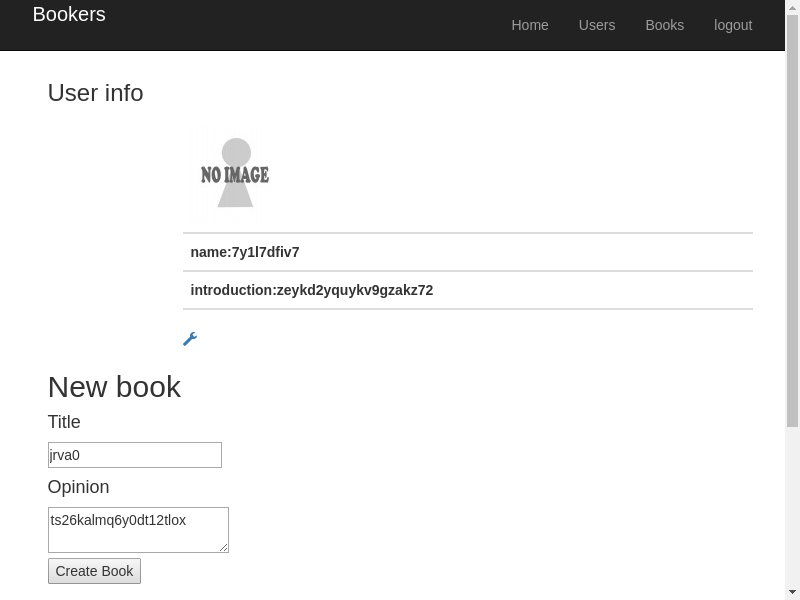 Bookers
Home Users Books logout
User info
NO IMAGE
name:7y1l7dfiv7
introduction:zeykd2yquykv9gzakz72
New book
Title
jrva0
Opinion
ts26kalmq6y0dt12tlox
Create Book